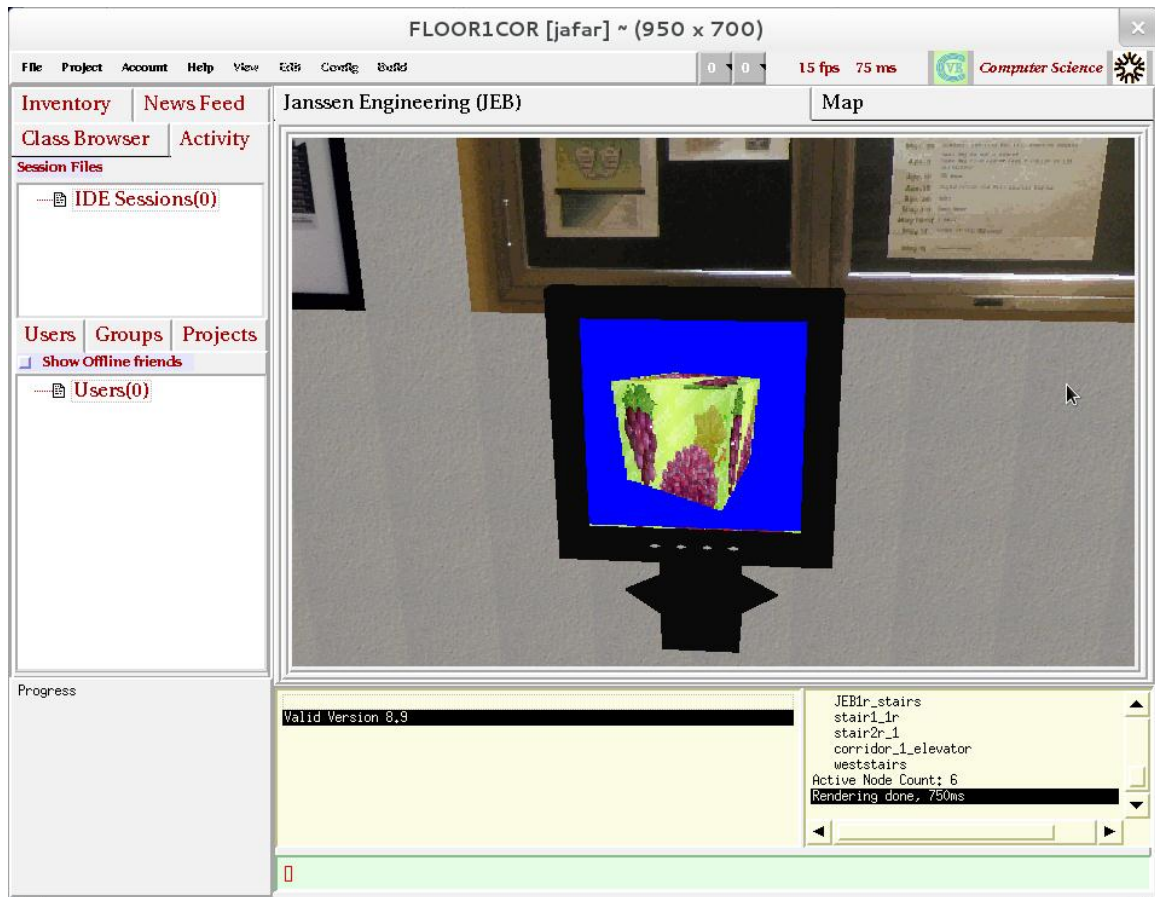 FLOOR1COR [jafar] ~ (950 x 700)
File Project Account Help View Edit Config Build 0 0 15 fps 75 ms CVE Computer Science
Inventory News Feed
Class Browser Activity
Session Files
IDE Sessions(0)
Users Groups Projects
Show Offline friends
Users(0)
Progress
Janssen Engineering (JEB) Map
Valid Version 8.9
JEB1r_stairs
stair1_1r
stair2r_1
corridor_1_elevator
weststairs
Active Node Count: 6
Rendering done, 750ms